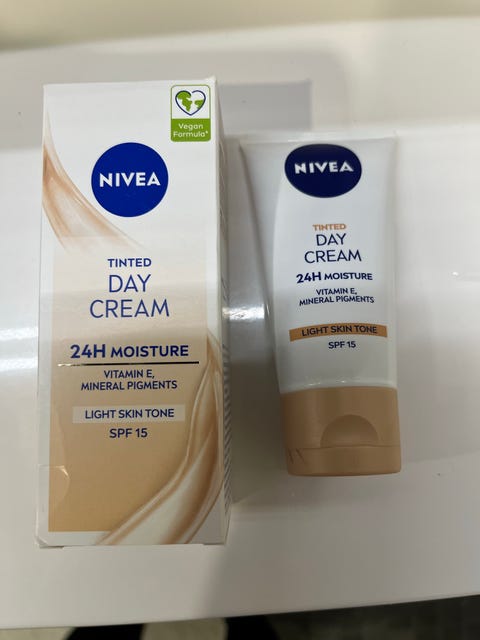 Vegan
Formula*
NIVEA
TINTED
DAY
CREAM
24H MOISTURE
VITAMIN E,
MINERAL PIGMENTS
LIGHT SKIN TONE
SPF 15
NIVEA
TINTED
DAY
CREAM
24H MOISTURE
VITAMIN E,
MINERAL PIGMENTS
LIGHT SKIN TONE
SPF 15